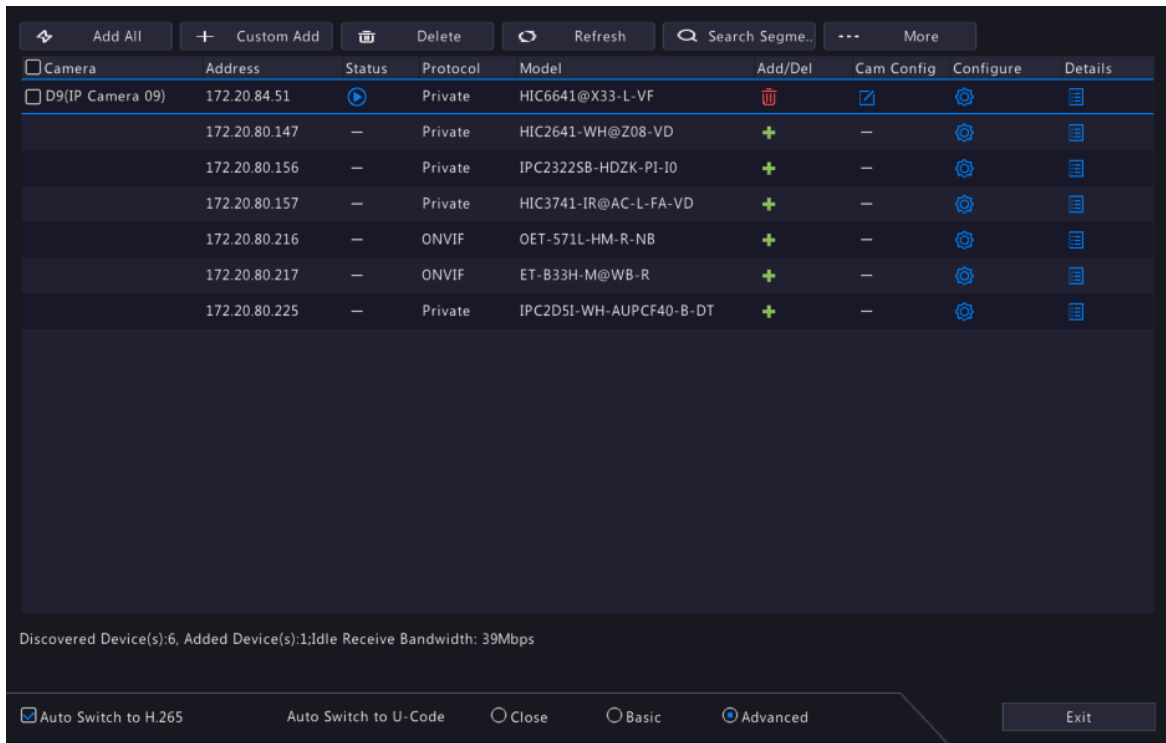 Add All Custom Add Delete Refresh Search Segme.. More
Camera Address Status Protocol Model Add/Del Cam Config Configure Details
D9(IP Camera 09) 172.20.84.51 Private HIC6641@X33-L-VF
172.20.80.147 — Private HIC2641-WH@Z08-VD —
172.20.80.156 — Private IPC2322SB-HDZK-PI-I0 —
172.20.80.157 — Private HIC3741-IR@AC-L-FA-VD —
172.20.80.216 — ONVIF OET-571L-HM-R-NB —
172.20.80.217 — ONVIF ET-B33H-M@WB-R —
172.20.80.225 — Private IPC2D5I-WH-AUPCF40-B-DT —
Discovered Device(s):6, Added Device(s):1;Idle Receive Bandwidth: 39Mbps
Auto Switch to H.265 Auto Switch to U-Code Close Basic Advanced Exit